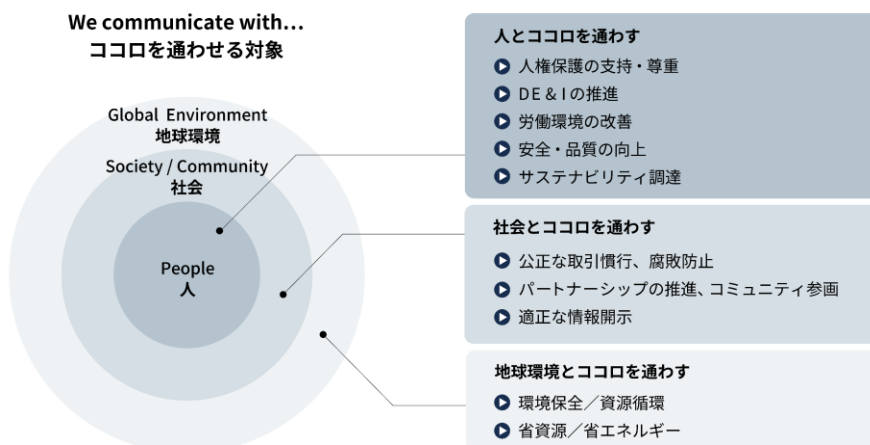 We communicate with...
ココロを通わせる対象
Global Environment
地球環境
Society / Community
社会
People
人
人とココロを通わす
人権保護の支持・尊重
DE & Iの推進
労働環境の改善
安全・品質の向上
サステナビリティ調達
社会とココロを通わす
公正な取引慣行、腐敗防止
パートナーシップの推進、コミュニティ参画
適正な情報開示
地球環境とココロを通わす
環境保全／資源循環
省資源／省エネルギー